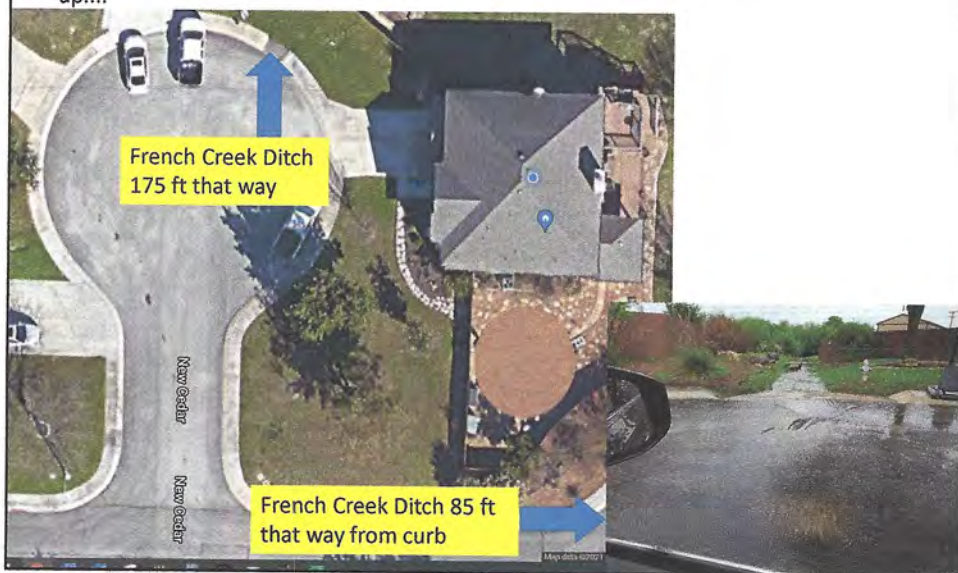 up....
French Creek Ditch
175 ft that way
New Cedar
New Cedar
French Creek Ditch 85 ft
that way from curb
Map data ©2021